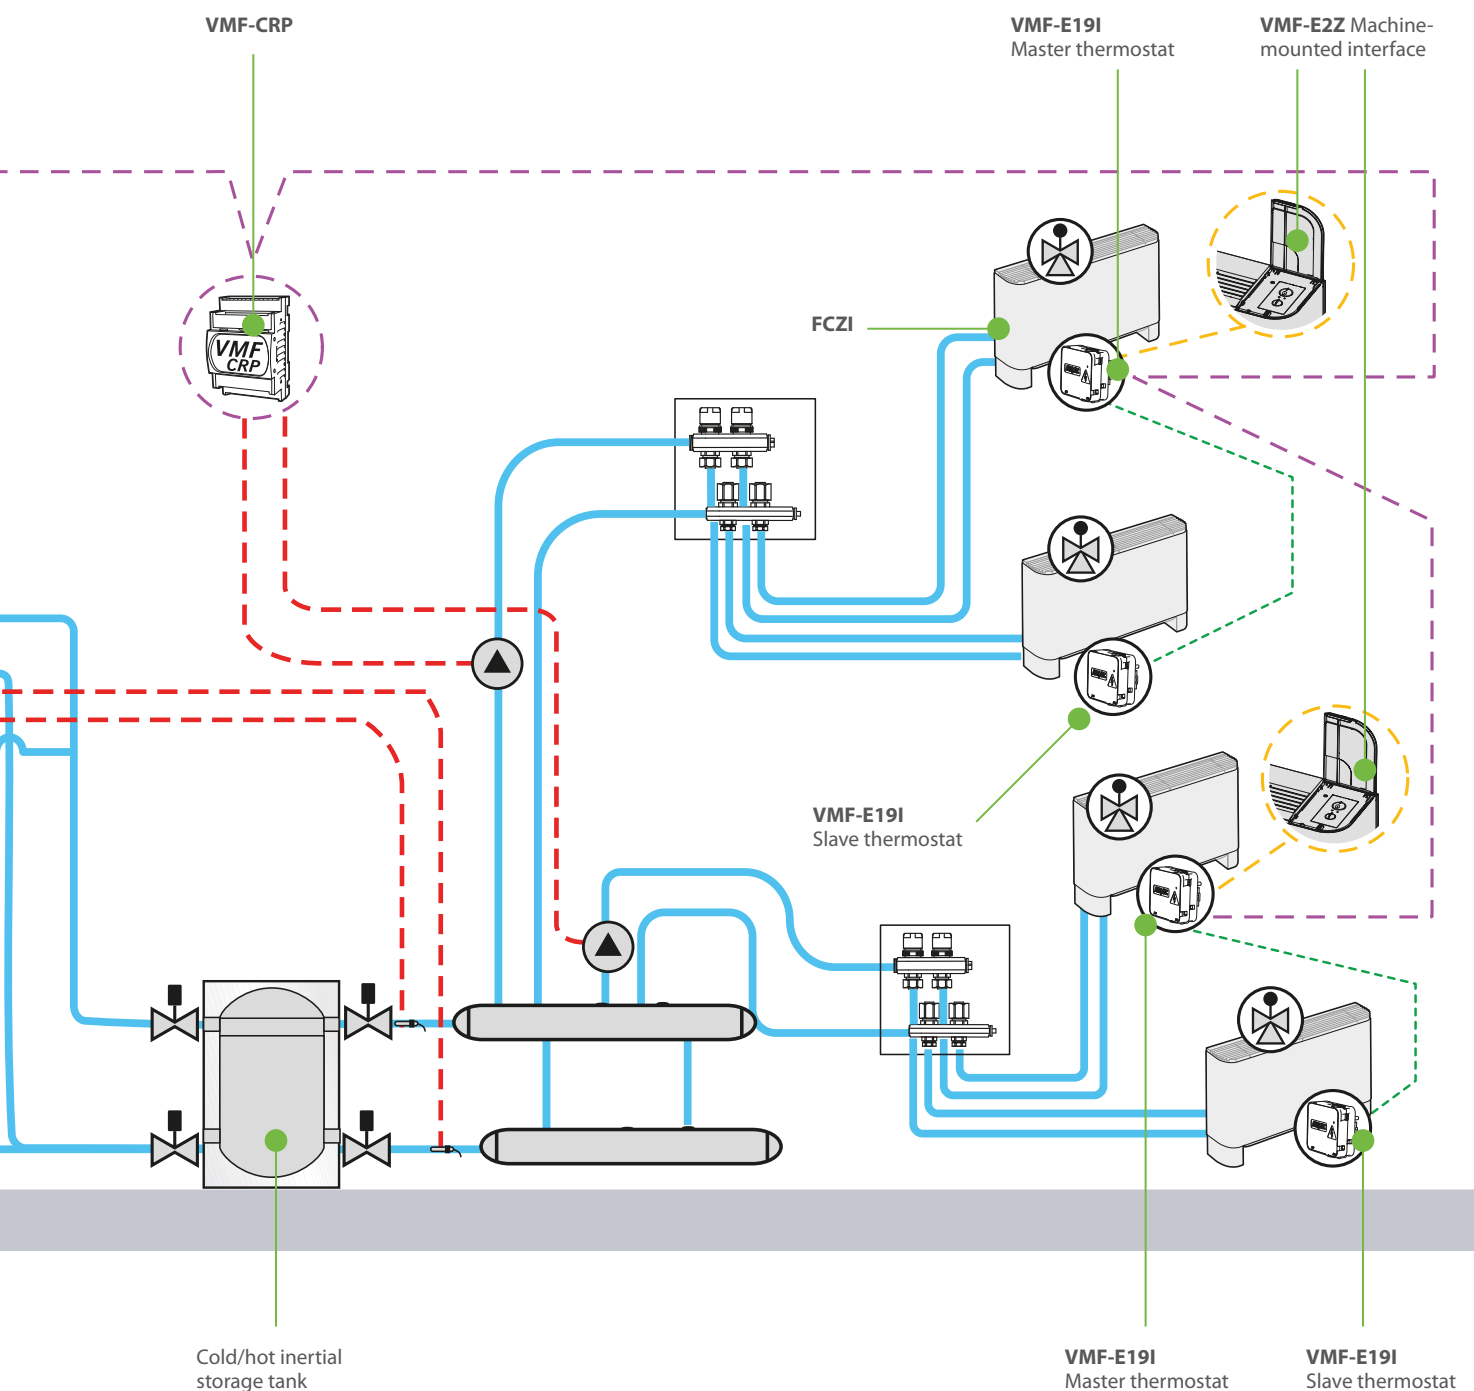 VMF-CRP
VMF-E19I
Master thermostat
VMF-E2Z Machine-
mounted interface
VMF
CRP
FCZI
VMF-E19I
Slave thermostat
Cold/hot inertial
storage tank
VMF-E19I
Master thermostat
VMF-E19I
Slave thermostat